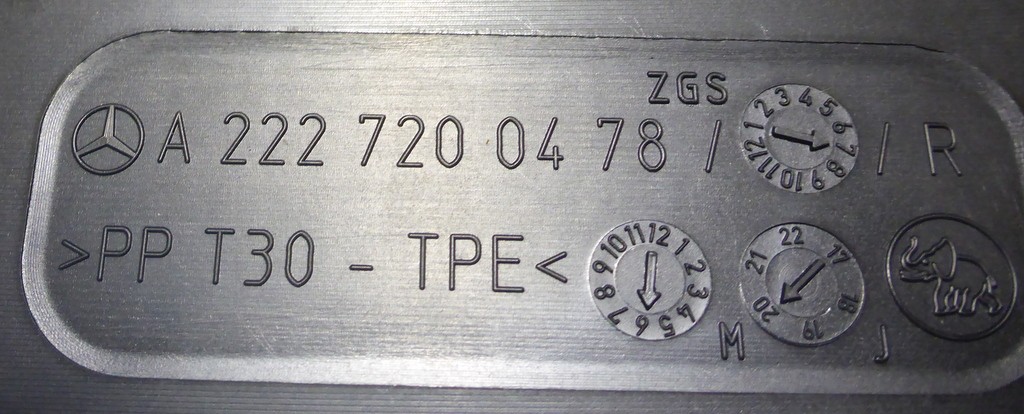 ZGS
A 222 720 04 78 / 1 2 3 4 5 6 7 8 9 10 11 12 / R
>PP T30 - TPE< 1 2 3 4 5 6 7 8 9 10 11 12 17 18 19 20 21 22
M J